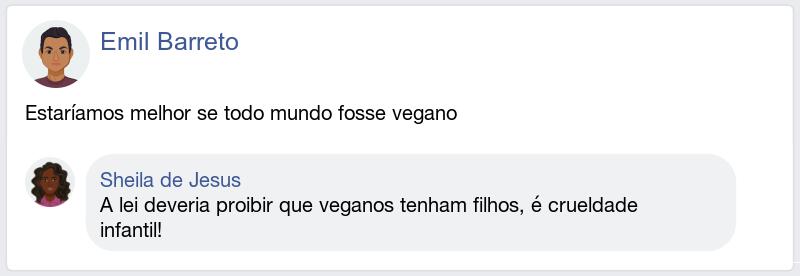 Emil Barreto
Estaríamos melhor se todo mundo fosse vegano
Sheila de Jesus
A lei deveria proibir que veganos tenham filhos, é crueldade
infantil!